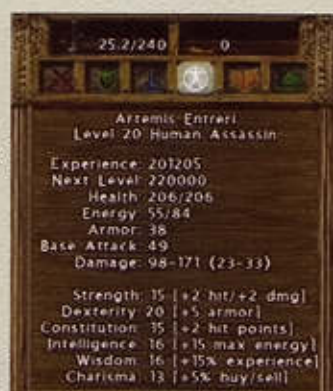 25.2/240 0
Artemis Entreri
Level 20 Human Assassin
Experience: 201205
Next Level: 220000
Health: 206/206
Energy: 55/84
Armor: 38
Base Attack: 49
Damage: 98-171 (23-33)
Strength: 15 [+2 hit/+2 dmg]
Dexterity: 20 [+5 armor]
Constitution: 15 [+2 hit points]
Intelligence: 16 [+15 max energy]
Wisdom: 16 [+15% experience]
Charisma: 13 [+5% buy/sell]